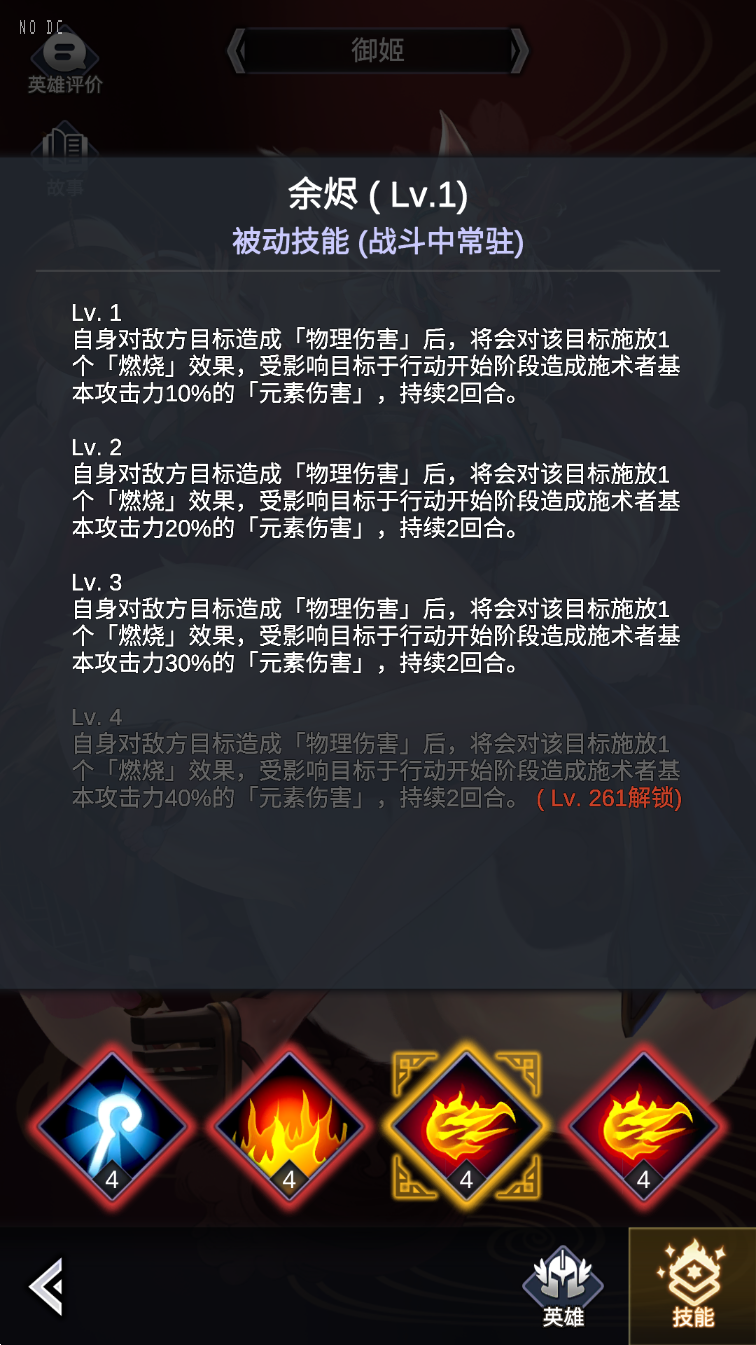 NO DC
御姬
英雄评价
故事
余烬 ( Lv.1)
被动技能 (战斗中常驻)
Lv. 1
自身对敌方目标造成「物理伤害」后，将会对该目标施放1
个「燃烧」效果，受影响目标于行动开始阶段造成施术者基
本攻击力10%的「元素伤害」，持续2回合。
Lv. 2
自身对敌方目标造成「物理伤害」后，将会对该目标施放1
个「燃烧」效果，受影响目标于行动开始阶段造成施术者基
本攻击力20%的「元素伤害」，持续2回合。
Lv. 3
自身对敌方目标造成「物理伤害」后，将会对该目标施放1
个「燃烧」效果，受影响目标于行动开始阶段造成施术者基
本攻击力30%的「元素伤害」，持续2回合。
Lv. 4
自身对敌方目标造成「物理伤害」后，将会对该目标施放1
个「燃烧」效果，受影响目标于行动开始阶段造成施术者基
本攻击力40%的「元素伤害」，持续2回合。 ( Lv. 261解锁)
4 4 4 4
英雄
技能